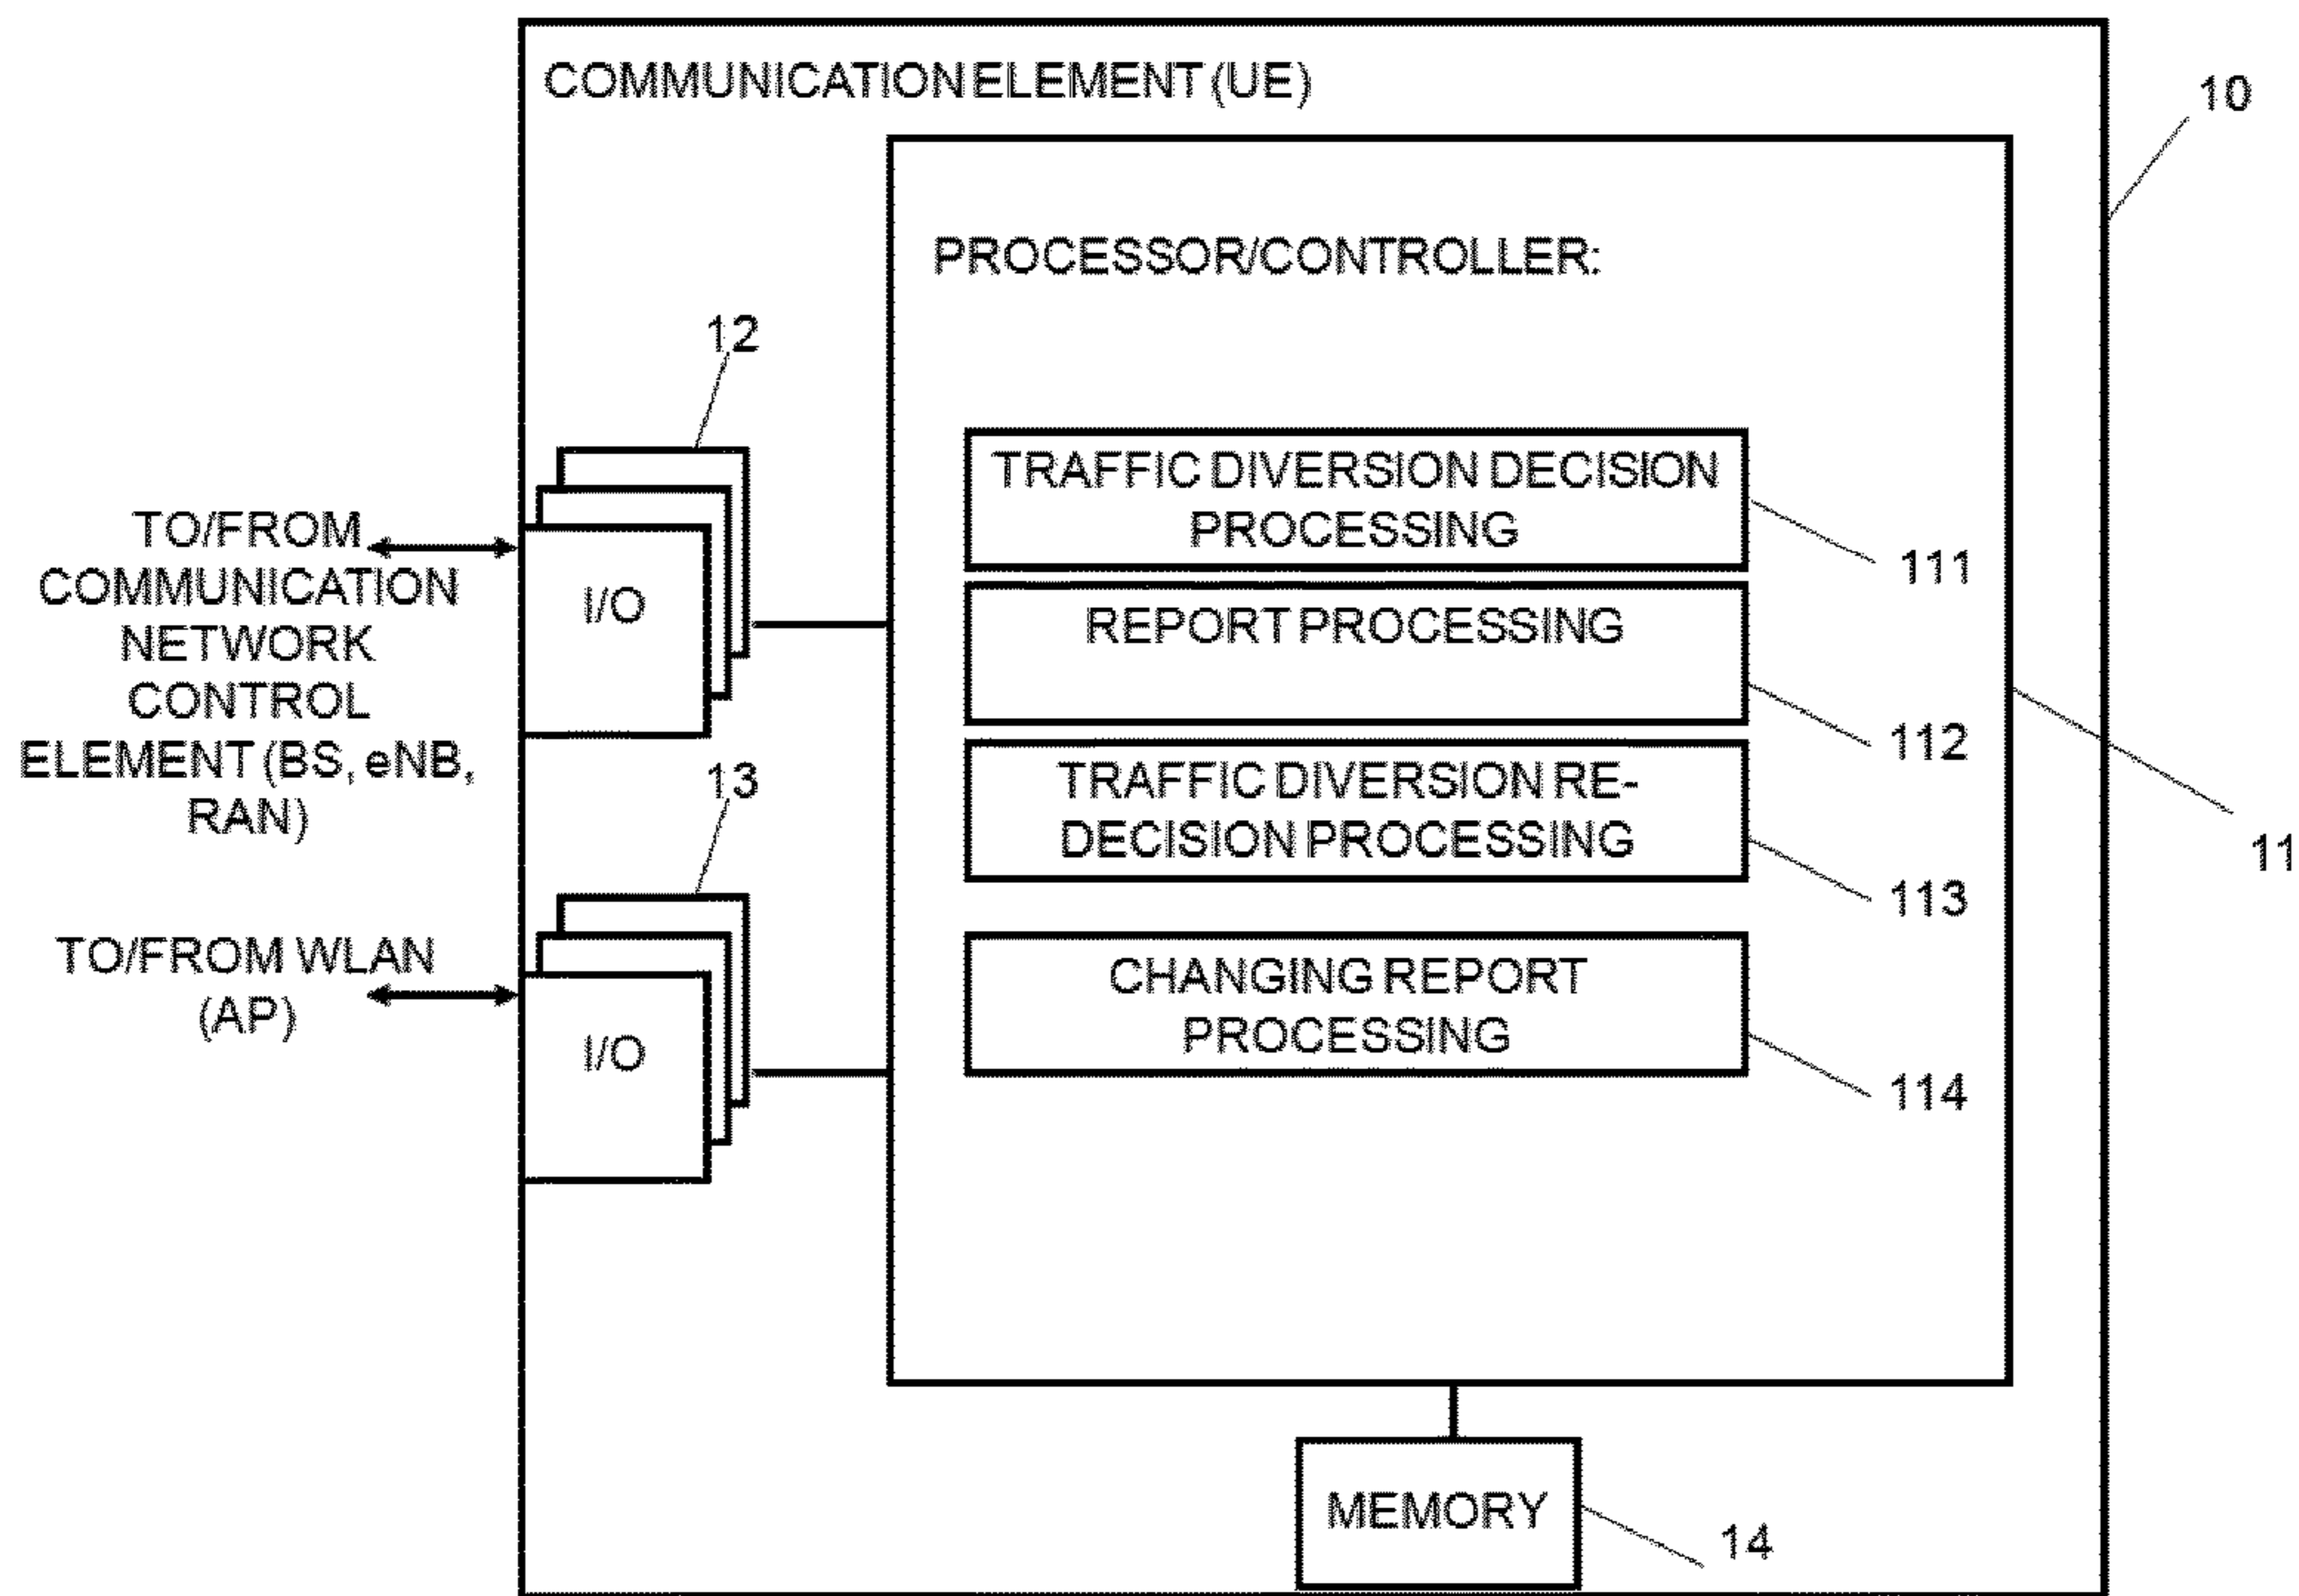 COMMUNICATION ELEMENT (UE)
10
PROCESSOR/CONTROLLER:
12
TRAFFIC DIVERSION DECISION
PROCESSING
111
TO/FROM
COMMUNICATION
NETWORK
CONTROL
ELEMENT (BS, eNB,
RAN)
I/O
REPORT PROCESSING
112
11
13
TRAFFIC DIVERSION RE-
DECISION PROCESSING
113
TO/FROM WLAN
(AP)
I/O
CHANGING REPORT
PROCESSING
114
MEMORY
14